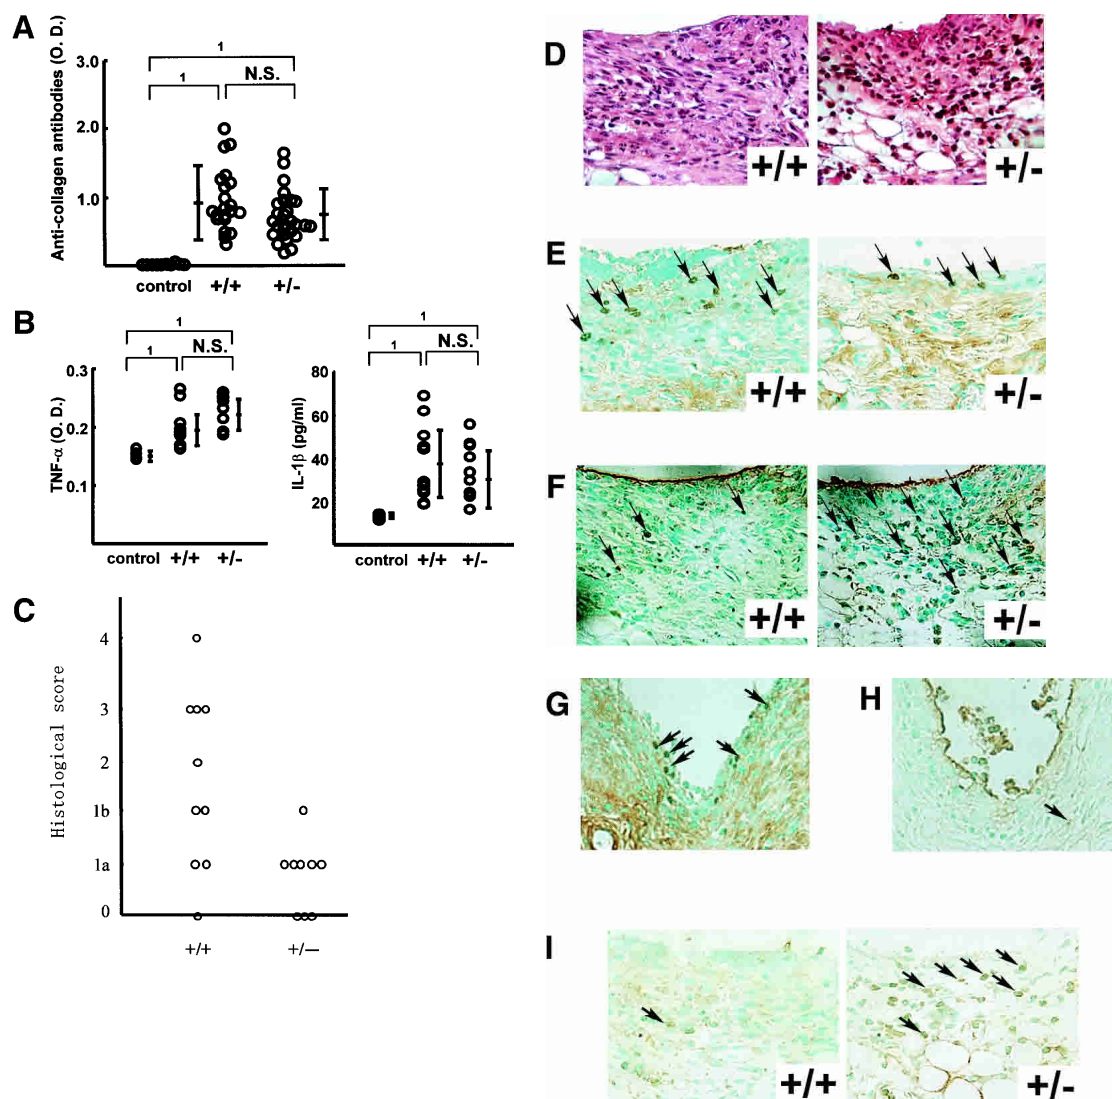 A
Anti-collagen antibodies (O. D.)
1
1
N.S.
3.0
2.0
1.0
control +/+ +/-
B
1
1
N.S.
TNF-α (O. D.)
0.3
0.2
0.1
control +/+ +/-
1
1
N.S.
IL-1β (pg/ml)
80
60
40
20
control +/+ +/-
C
Histological score
4
3
2
1b
1a
0
+/+ +/−
D
+/+ +/-
E
+/+ +/-
F
+/+ +/-
G
H
I
+/+ +/-